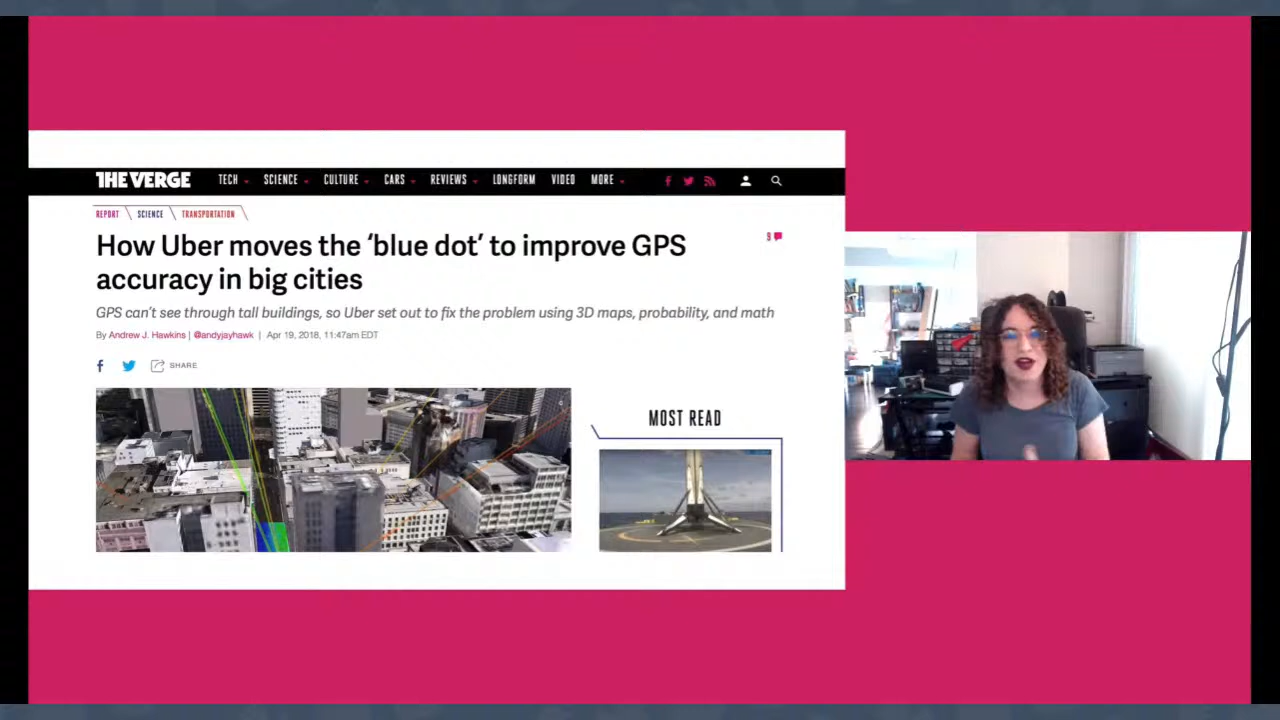 THE VERGE
TECH SCIENCE CULTURE CARS REVIEWS LONGFORM VIDEO MORE
REPORT SCIENCE TRANSPORTATION
How Uber moves the ‘blue dot’ to improve GPS
accuracy in big cities
9
GPS can’t see through tall buildings, so Uber set out to fix the problem using 3D maps, probability, and math
By Andrew J. Hawkins | @andyjayhawk | Apr 19, 2018, 11:47am EDT
SHARE
MOST READ